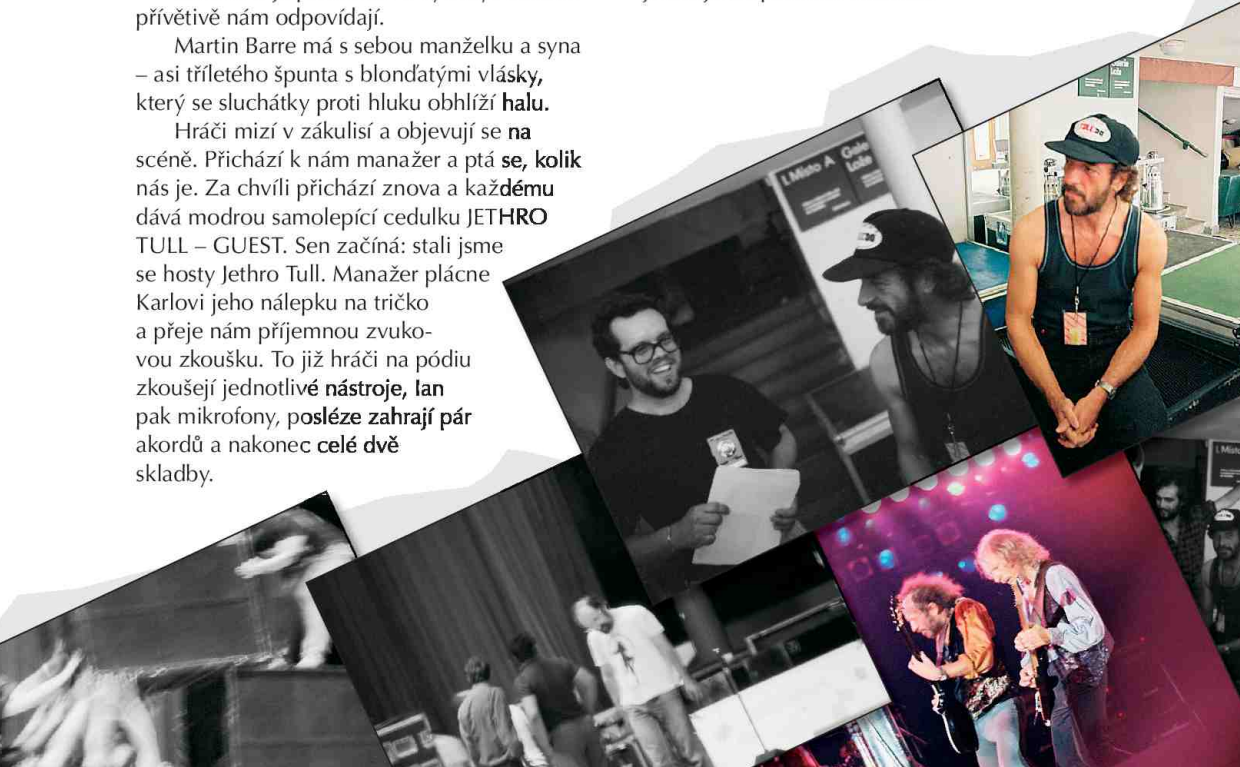 přívětivě nám odpovídají.
Martin Barre má s sebou manželku a syna
– asi tříletého špunta s blonďatými vlásky,
který se sluchátky proti hluku obhlíží halu.
Hráči mizí v zákulisí a objevují se na
scéně. Přichází k nám manažer a ptá se, kolik
nás je. Za chvíli přichází znova a každému
dává modrou samolepící cedulku JETHRO
TULL – GUEST. Sen začíná: stali jsme
se hosty Jethro Tull. Manažer plácne
Karlovi jeho nálepku na tričko
a přeje nám příjemnou zvuko-
vou zkoušku. To již hráči na pódiu
zkoušejí jednotlivé nástroje, Ian
pak mikrofony, posléze zahrají pár
akordů a nakonec celé dvě
skladby.
I. Místo A